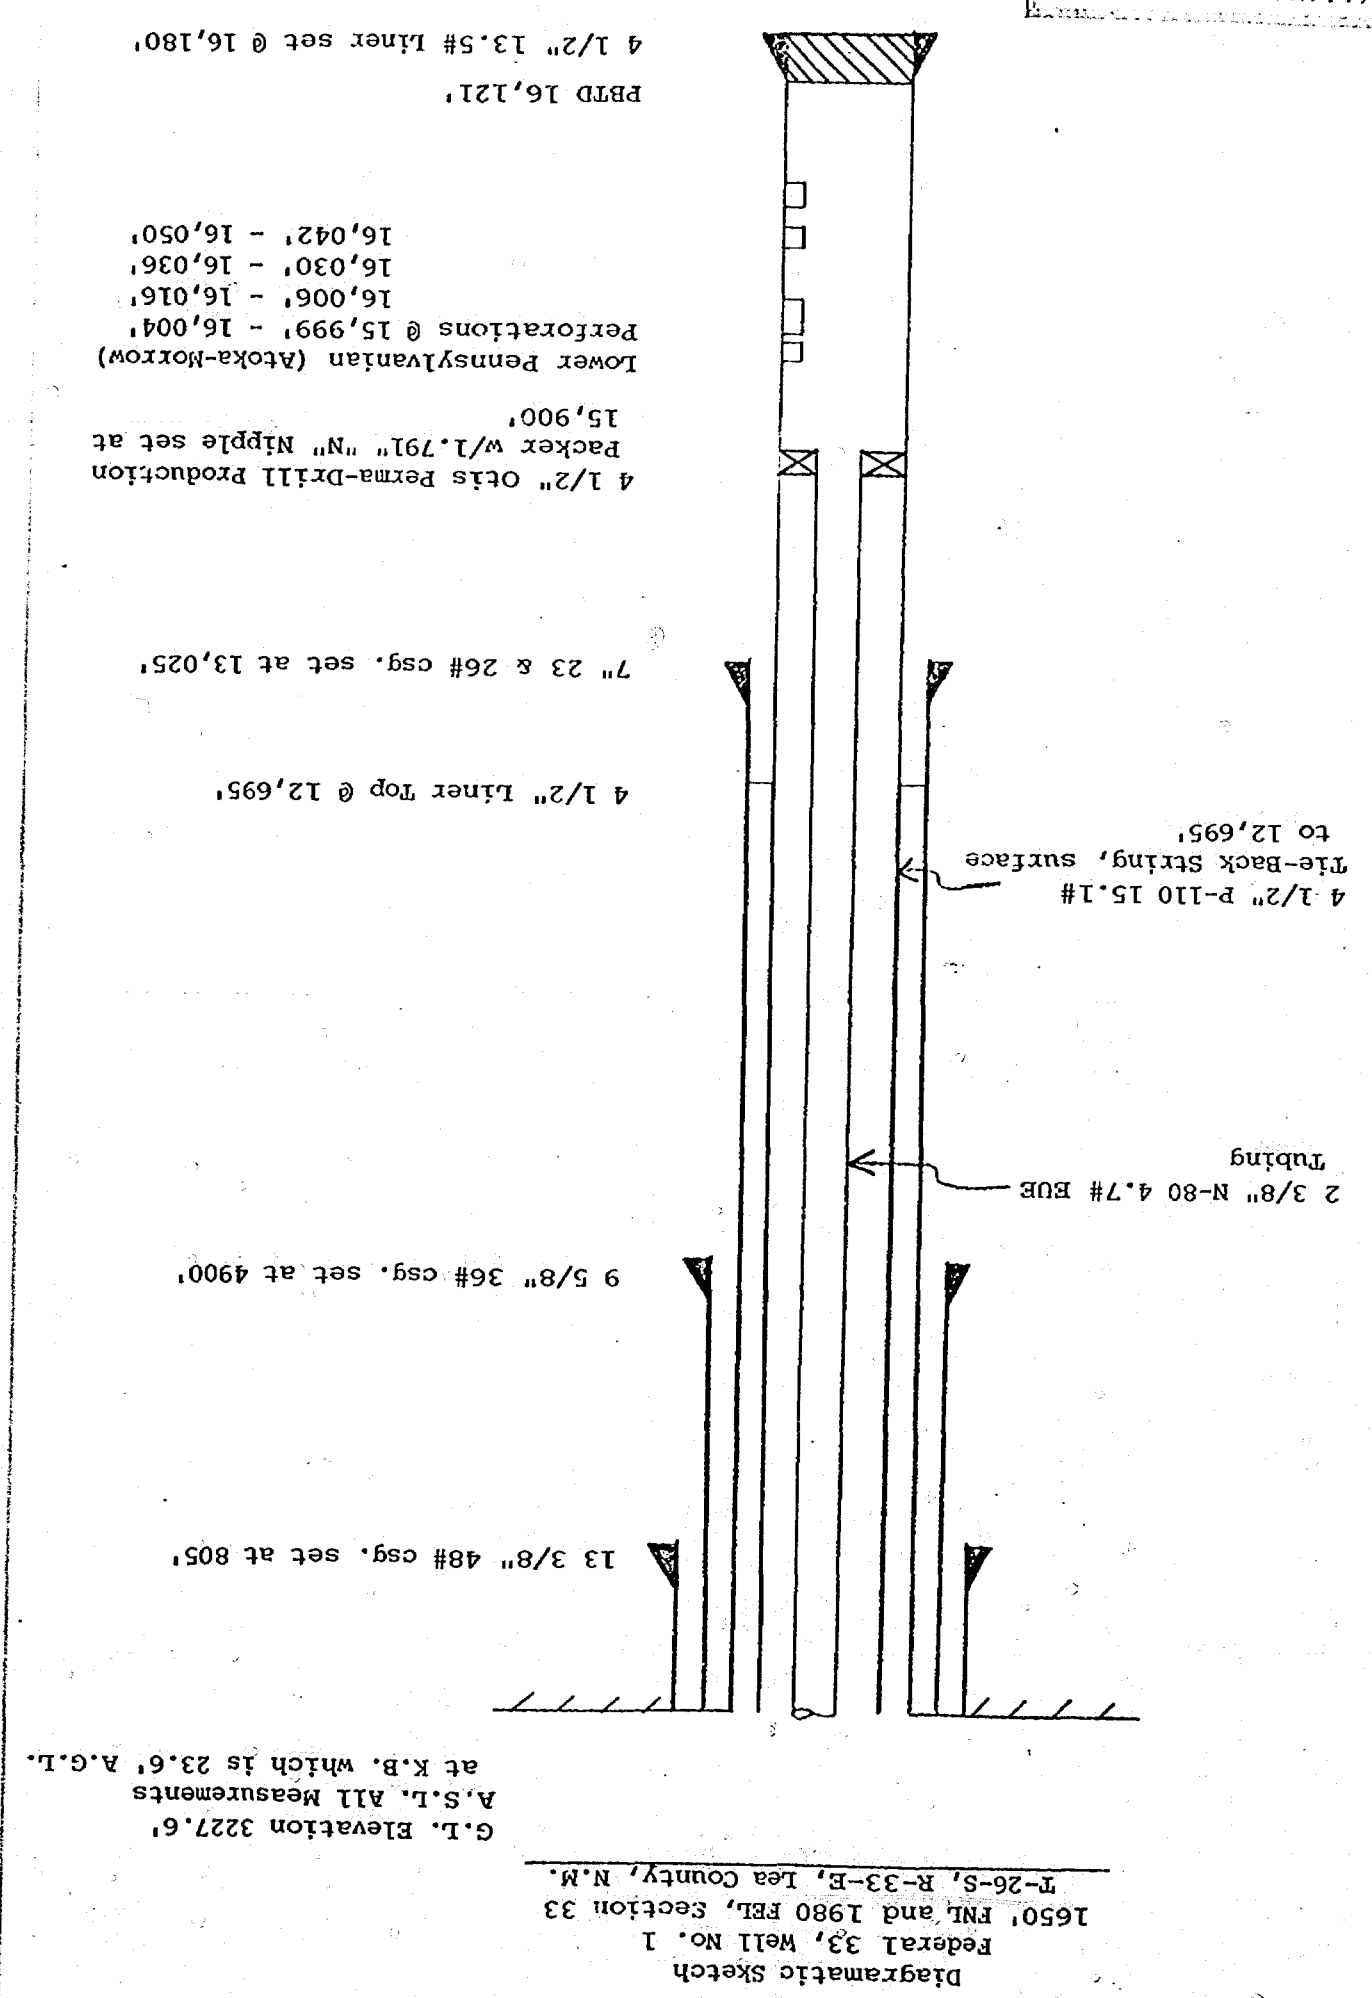 Diagramatic Sketch
Federal 33, Well No. 1
1650' FNL and 1980 FEL, Section 33
T-26-S, R-33-E, Lea County, N.M.
G.L. Elevation 3227.6'
A.S.L. All Measurements
at K.B. which is 23.6' A.G.L.
13 3/8" 48# csg. set at 805'
9 5/8" 36# csg. set at 4900'
2 3/8" N-80 4.7# EUE
Tubing
4 1/2" P-110 15.1#
Tie-Back String, surface
to 12,695'
4 1/2" Liner Top @ 12,695'
7" 23 & 26# csg. set at 13,025'
4 1/2" Otis Perma-Drill Production
Packer w/1.791" "N" Nipple set at
15,900'
Lower Pennsylvanian (Atoka-Morrow)
Perforations @ 15,999' - 16,004'
16,006' - 16,016'
16,030' - 16,036'
16,042' - 16,050'
PBTD 16,121'
4 1/2" 13.5# Liner set @ 16,180'